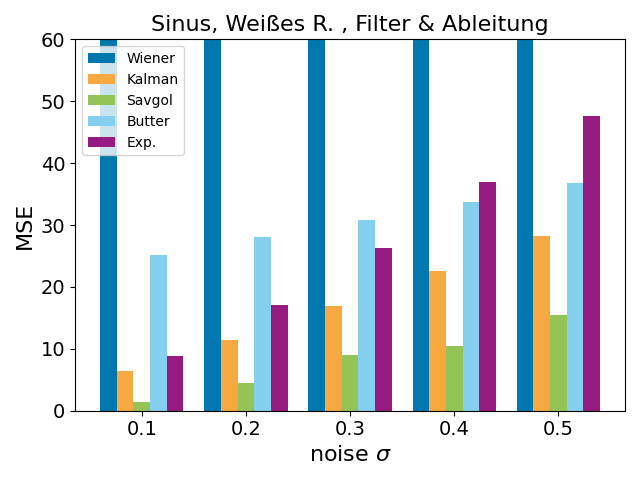 Sinus, Weißes R. , Filter & Ableitung
60
50
40
30
20
10
0
MSE
Wiener
Kalman
Savgol
Butter
Exp.
0.1 0.2 0.3 0.4 0.5
noise σ